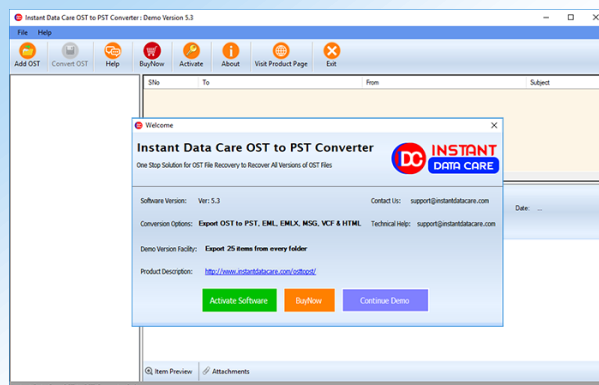 Instant Data Care OST to PST Converter : Demo Version 5.3
File Help
Add OST Convert OST Help BuyNow Activate About Visit Product Page Exit
SNo To From Subject
Welcome
Instant Data Care OST to PST Converter
One Stop Solution for OST File Recovery to Recover All Versions of OST Files
IDC INSTANT
DATA CARE
Software Version: Ver: 5.3 Contact Us: support@instantdatacare.com
Date: ...
Conversion Options: Export OST to PST, EML, EMLX, MSG, VCF & HTML Technical Help: support@instantdatacare.com
Demo Version Facility: Export 25 items from every folder
Product Description: http://www.instantdatacare.com/osttopst/
Activate Software BuyNow Continue Demo
Item Preview Attachments